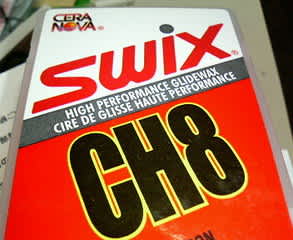 CERA
NOVA®
SWIX®
HIGH PERFORMANCE GLIDEWAX
CIRE DE GLISSE HAUTE PERFORMANCE
CH8